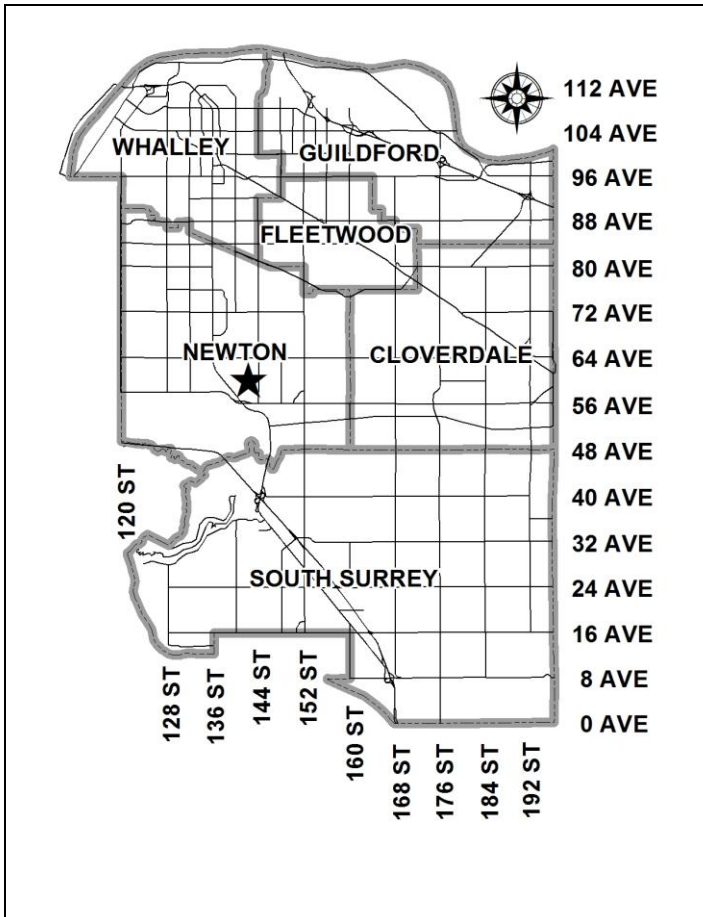 112 AVE
104 AVE
WHALLEY
GUILDFORD
96 AVE
88 AVE
FLEETWOOD
80 AVE
72 AVE
NEWTON
CLOVERDALE
64 AVE
56 AVE
48 AVE
120 ST
40 AVE
32 AVE
SOUTH SURREY
24 AVE
16 AVE
8 AVE
0 AVE
128 ST
136 ST
144 ST
152 ST
160 ST
168 ST
176 ST
184 ST
192 ST